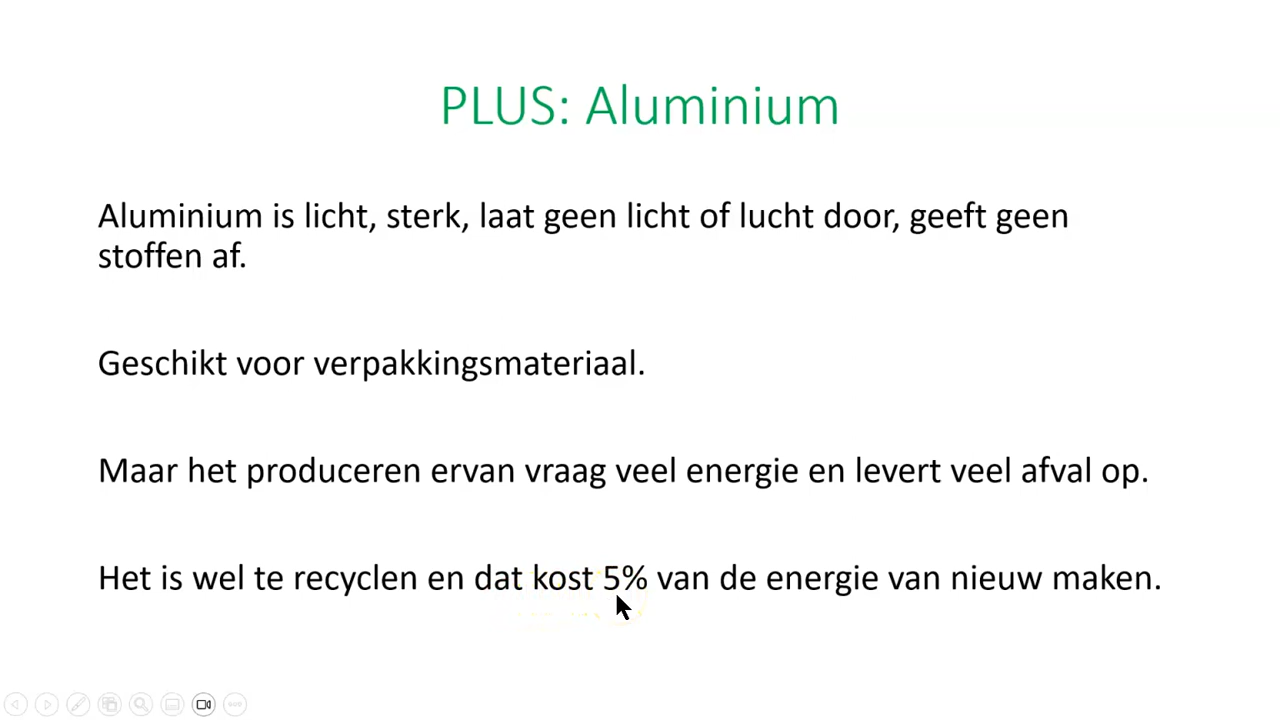 PLUS: Aluminium
Aluminium is licht, sterk, laat geen licht of lucht door, geeft geen
stoffen af.
Geschikt voor verpakkingsmateriaal.
Maar het produceren ervan vraag veel energie en levert veel afval op.
Het is wel te recyclen en dat kost 5% van de energie van nieuw maken.